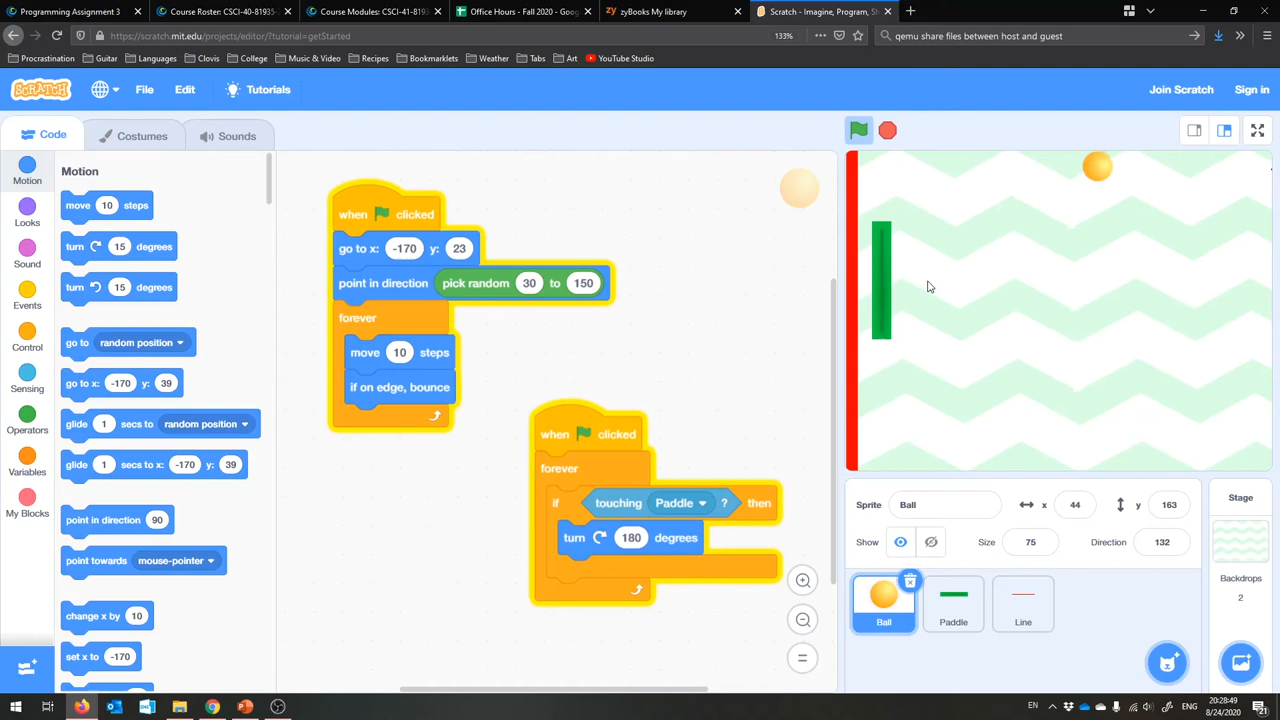 Programming Assignment 3
Course Roster: CSCI-40-81935-
Course Modules: CSCI-41-8193
Office Hours - Fall 2020 - Goog
zyBooks My library
Scratch - Imagine, Program, Sh
https://scratch.mit.edu/projects/editor/?tutorial=getStarted
133%
qemu share files between host and guest
Procrastination
Guitar
Languages
Clovis
College
Music & Video
Recipes
Bookmarklets
Weather
Tabs
Art
YouTube Studio
SCRATCH
File
Edit
Tutorials
Join Scratch
Sign in
Code
Costumes
Sounds
Motion
Looks
Sound
Events
Control
Sensing
Operators
Variables
My Blocks
Motion
move 10 steps
turn 15 degrees
turn 15 degrees
go to random position
go to x: -170 y: 39
glide 1 secs to random position
glide 1 secs to x: -170 y: 39
point in direction 90
point towards mouse-pointer
change x by 10
set x to -170
when clicked
go to x: -170 y: 23
point in direction pick random 30 to 150
forever
move 10 steps
if on edge, bounce
when clicked
forever
if touching Paddle ? then
turn 180 degrees
Sprite Ball x 44 y 163
Show Size 75 Direction 132
Ball
Paddle
Line
Stage
Backdrops
2
EN
20:28:49
8/24/2020
21